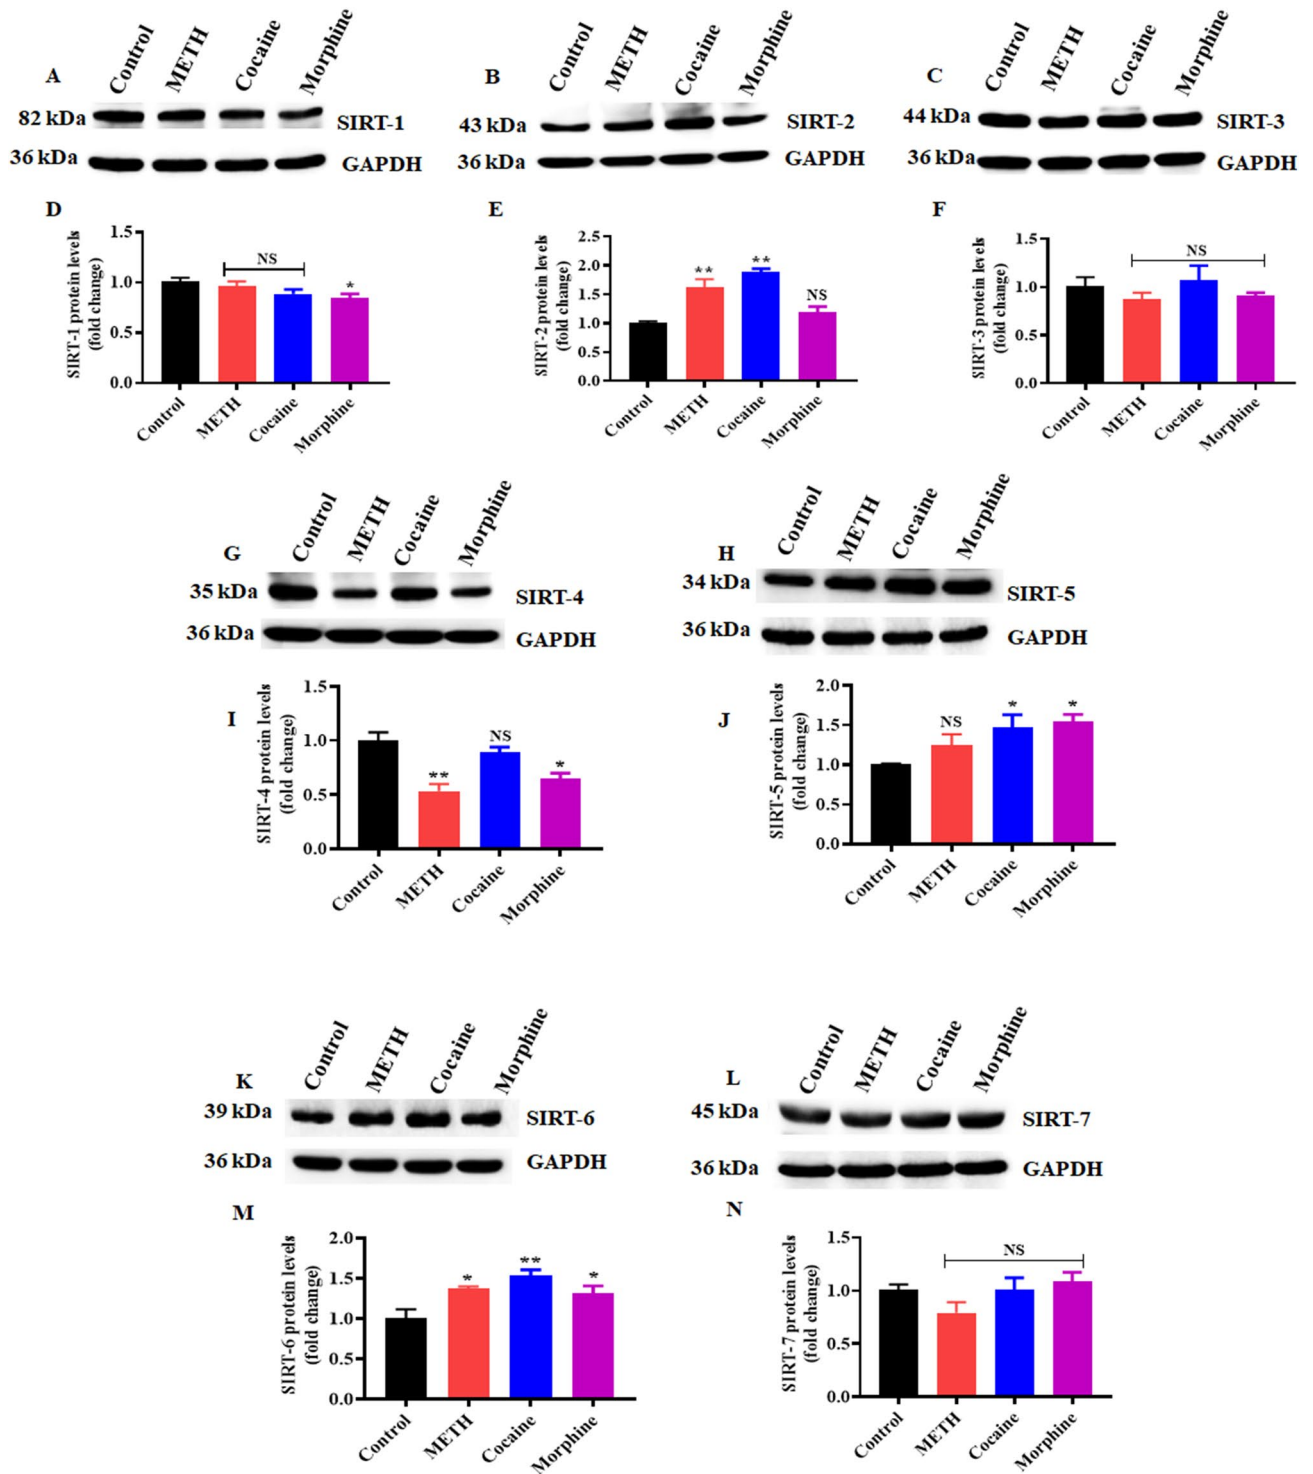 A
Control
METH
Cocaine
Morphine
82 kDa
SIRT-1
36 kDa
GAPDH
B
Control
METH
Cocaine
Morphine
43 kDa
SIRT-2
36 kDa
GAPDH
C
Control
METH
Cocaine
Morphine
44 kDa
SIRT-3
36 kDa
GAPDH
D
SIRT-1 protein levels
(fold change)
1.5
1.0
0.5
0.0
NS
*
Control
METH
Cocaine
Morphine
E
SIRT-2 protein levels
(fold change)
2.5
2.0
1.5
1.0
0.5
0.0
**
**
NS
Control
METH
Cocaine
Morphine
F
SIRT-3 protein levels
(fold change)
1.5
1.0
0.5
0.0
NS
Control
METH
Cocaine
Morphine
G
Control
METH
Cocaine
Morphine
35 kDa
SIRT-4
36 kDa
GAPDH
H
Control
METH
Cocaine
Morphine
34 kDa
SIRT-5
36 kDa
GAPDH
I
SIRT-4 protein levels
(fold change)
1.5
1.0
0.5
0.0
**
NS
*
Control
METH
Cocaine
Morphine
J
SIRT-5 protein levels
(fold change)
2.0
1.5
1.0
0.5
0.0
NS
*
*
Control
METH
Cocaine
Morphine
K
Control
METH
Cocaine
Morphine
39 kDa
SIRT-6
36 kDa
GAPDH
L
Control
METH
Cocaine
Morphine
45 kDa
SIRT-7
36 kDa
GAPDH
M
SIRT-6 protein levels
(fold change)
2.0
1.5
1.0
0.5
0.0
*
**
*
Control
METH
Cocaine
Morphine
N
SIRT-7 protein levels
(fold change)
1.5
1.0
0.5
0.0
NS
Control
METH
Cocaine
Morphine